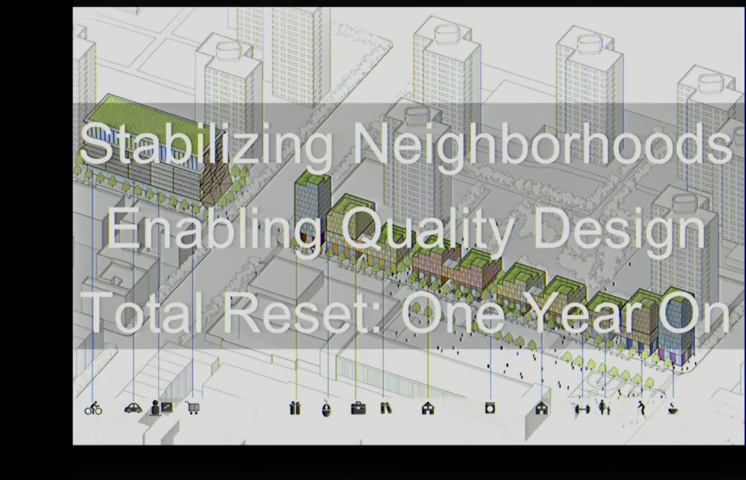 Stabilizing Neighborhoods
Enabling Quality Design
Total Reset: One Year On